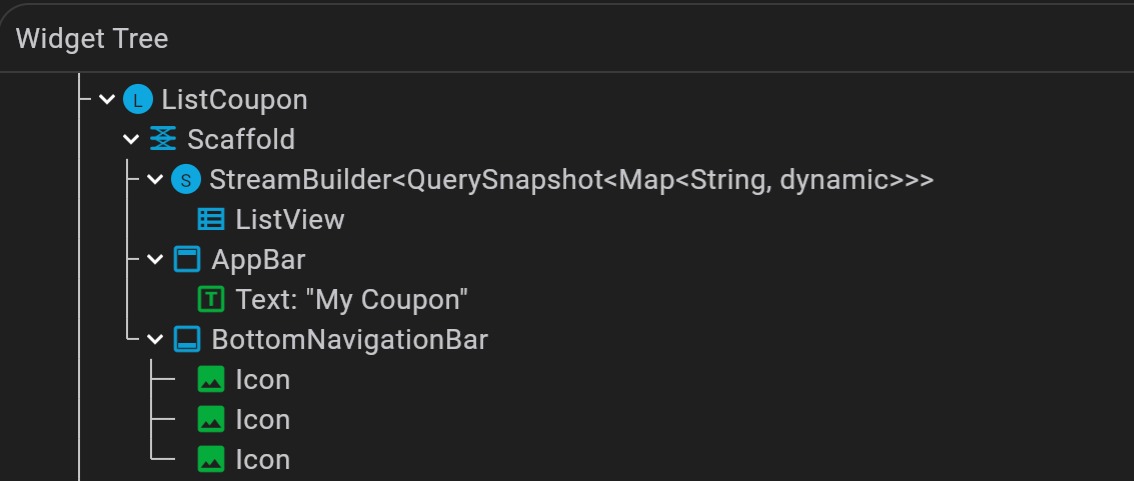 Widget Tree
L ListCoupon
Scaffold
S StreamBuilder<QuerySnapshot<Map<String, dynamic>>>
ListView
AppBar
T Text: "My Coupon"
BottomNavigationBar
Icon
Icon
Icon